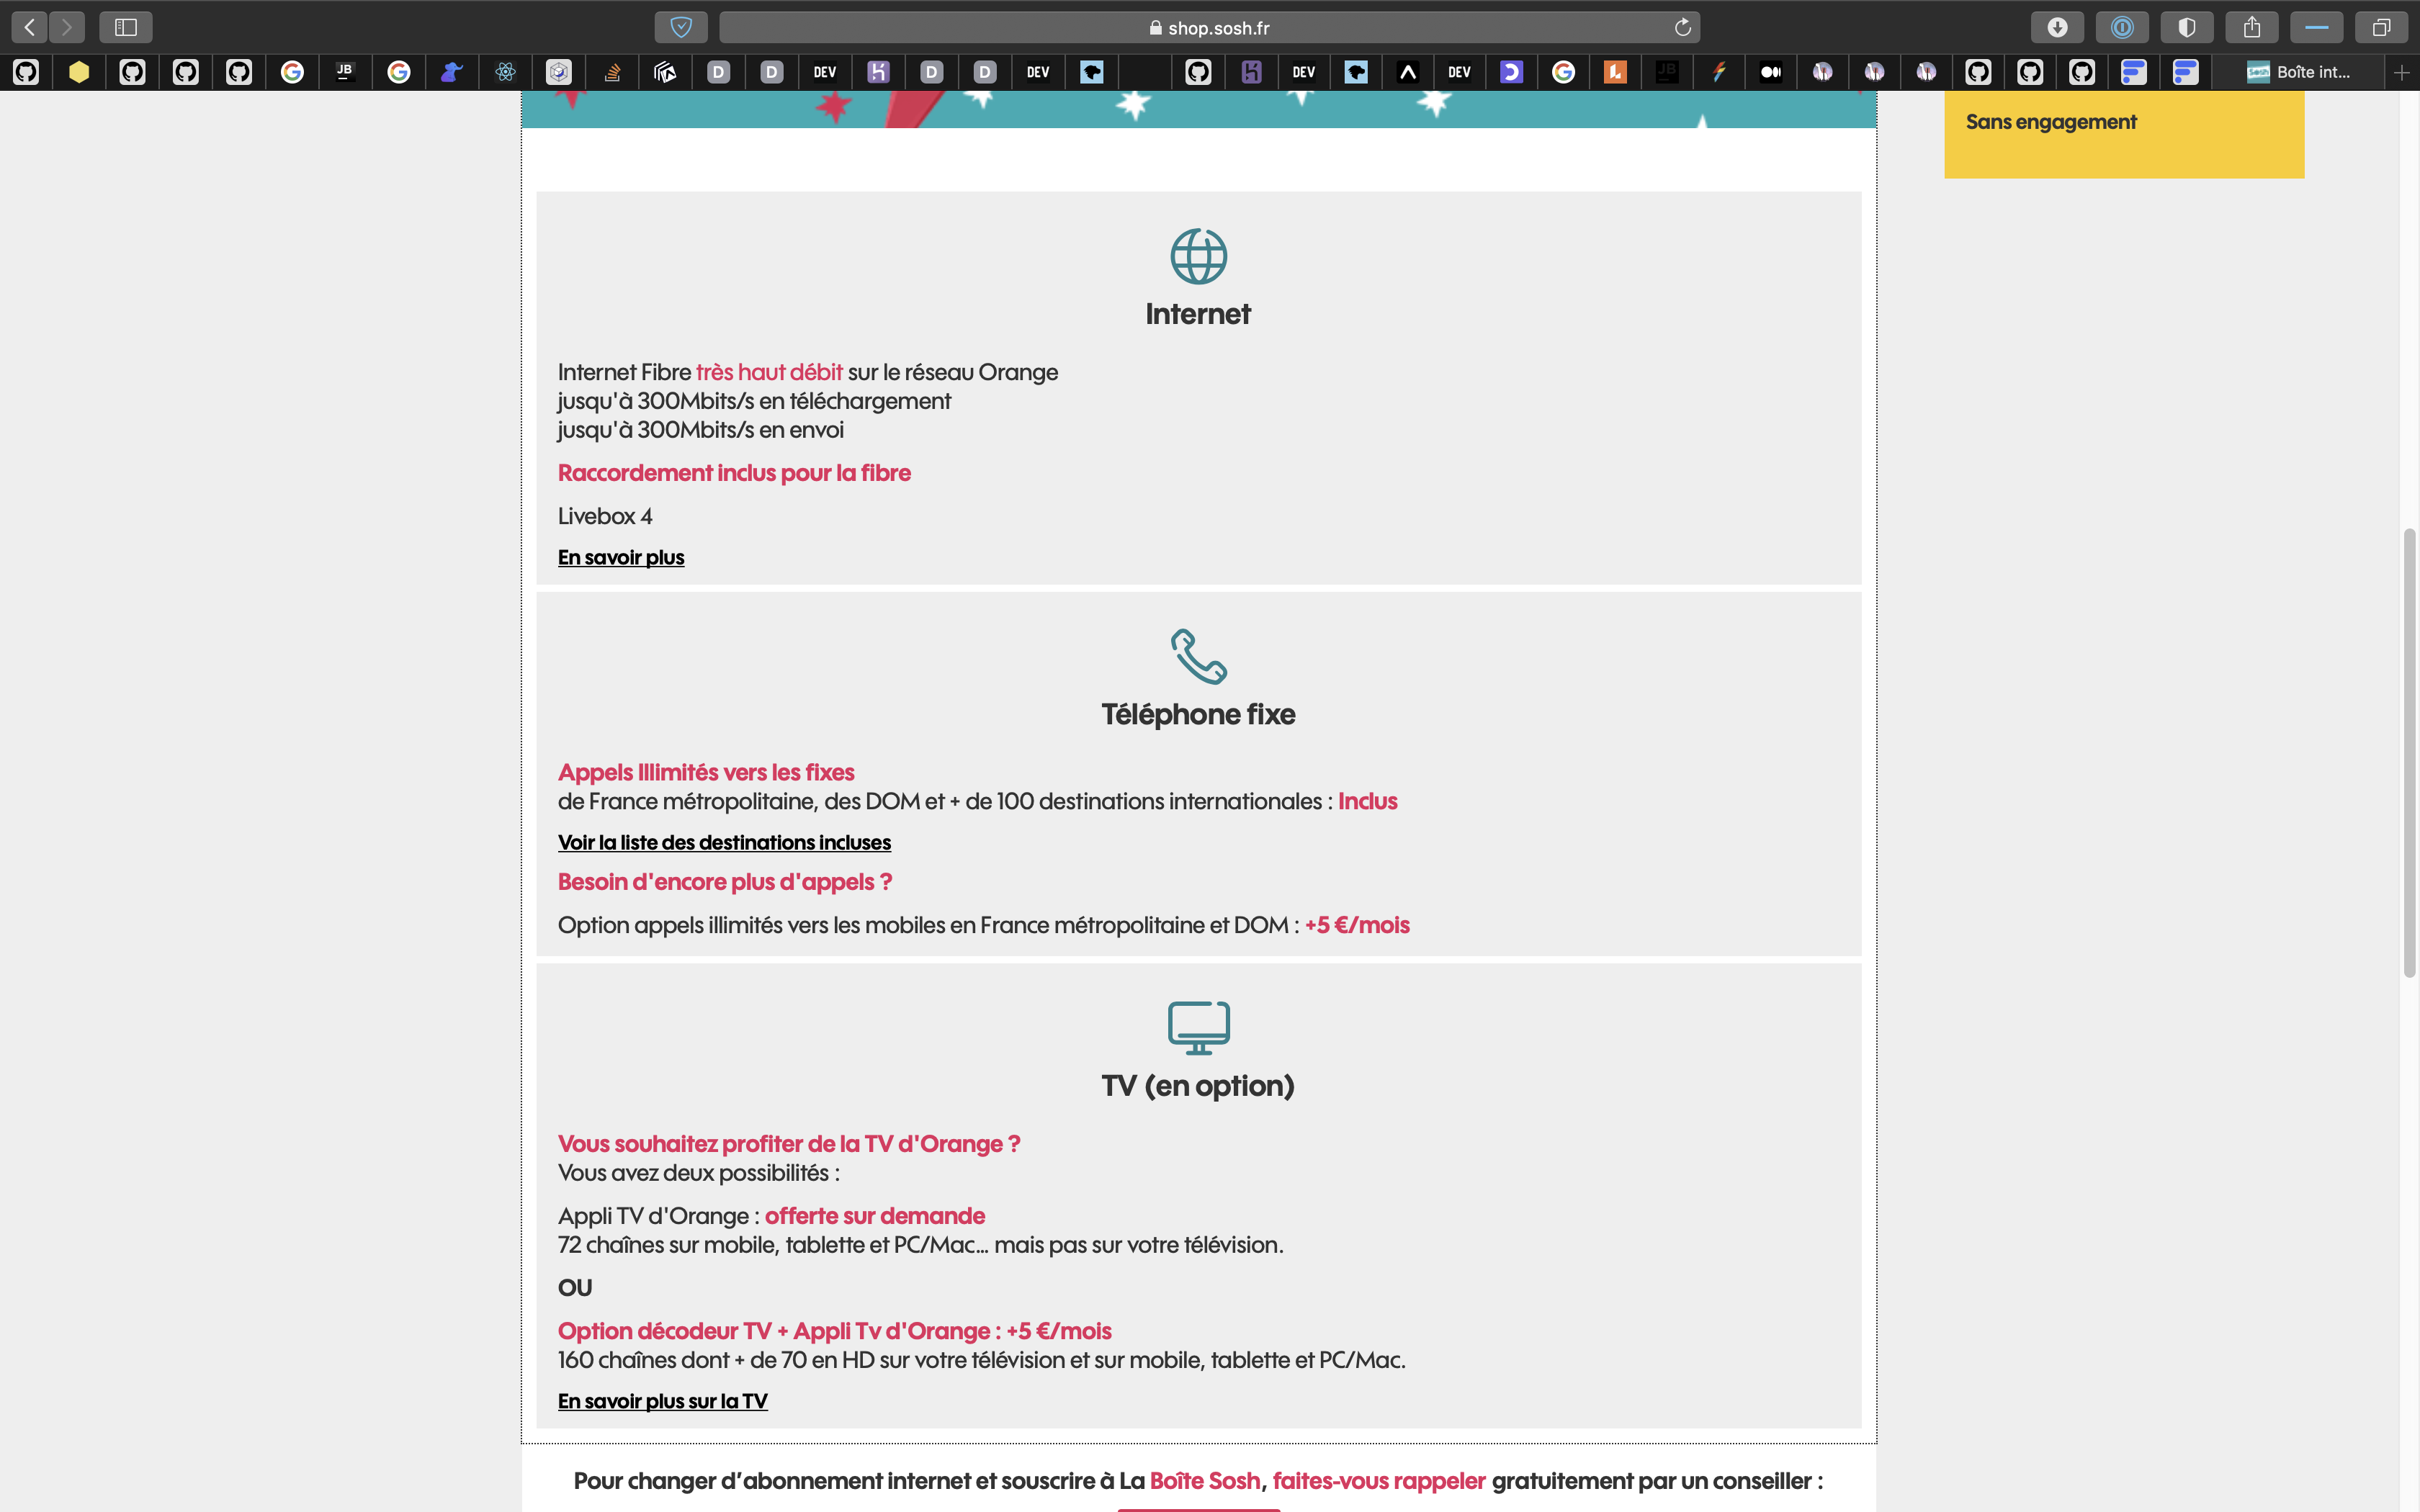 shop.sosh.fr
JB
D
D
DEV
D
D
DEV
DEV
DEV
JB
sosh
Boîte int...
Sans engagement
Internet
Internet Fibre très haut débit sur le réseau Orange
jusqu'à 300Mbits/s en téléchargement
jusqu'à 300Mbits/s en envoi
Raccordement inclus pour la fibre
Livebox 4
En savoir plus
Téléphone fixe
Appels Illimités vers les fixes
de France métropolitaine, des DOM et + de 100 destinations internationales : Inclus
Voir la liste des destinations incluses
Besoin d'encore plus d'appels ?
Option appels illimités vers les mobiles en France métropolitaine et DOM : +5 €/mois
TV (en option)
Vous souhaitez profiter de la TV d'Orange ?
Vous avez deux possibilités :
Appli TV d'Orange : offerte sur demande
72 chaînes sur mobile, tablette et PC/Mac... mais pas sur votre télévision.
OU
Option décodeur TV + Appli Tv d'Orange : +5 €/mois
160 chaînes dont + de 70 en HD sur votre télévision et sur mobile, tablette et PC/Mac.
En savoir plus sur la TV
Pour changer d’abonnement internet et souscrire à La Boîte Sosh, faites-vous rappeler gratuitement par un conseiller :